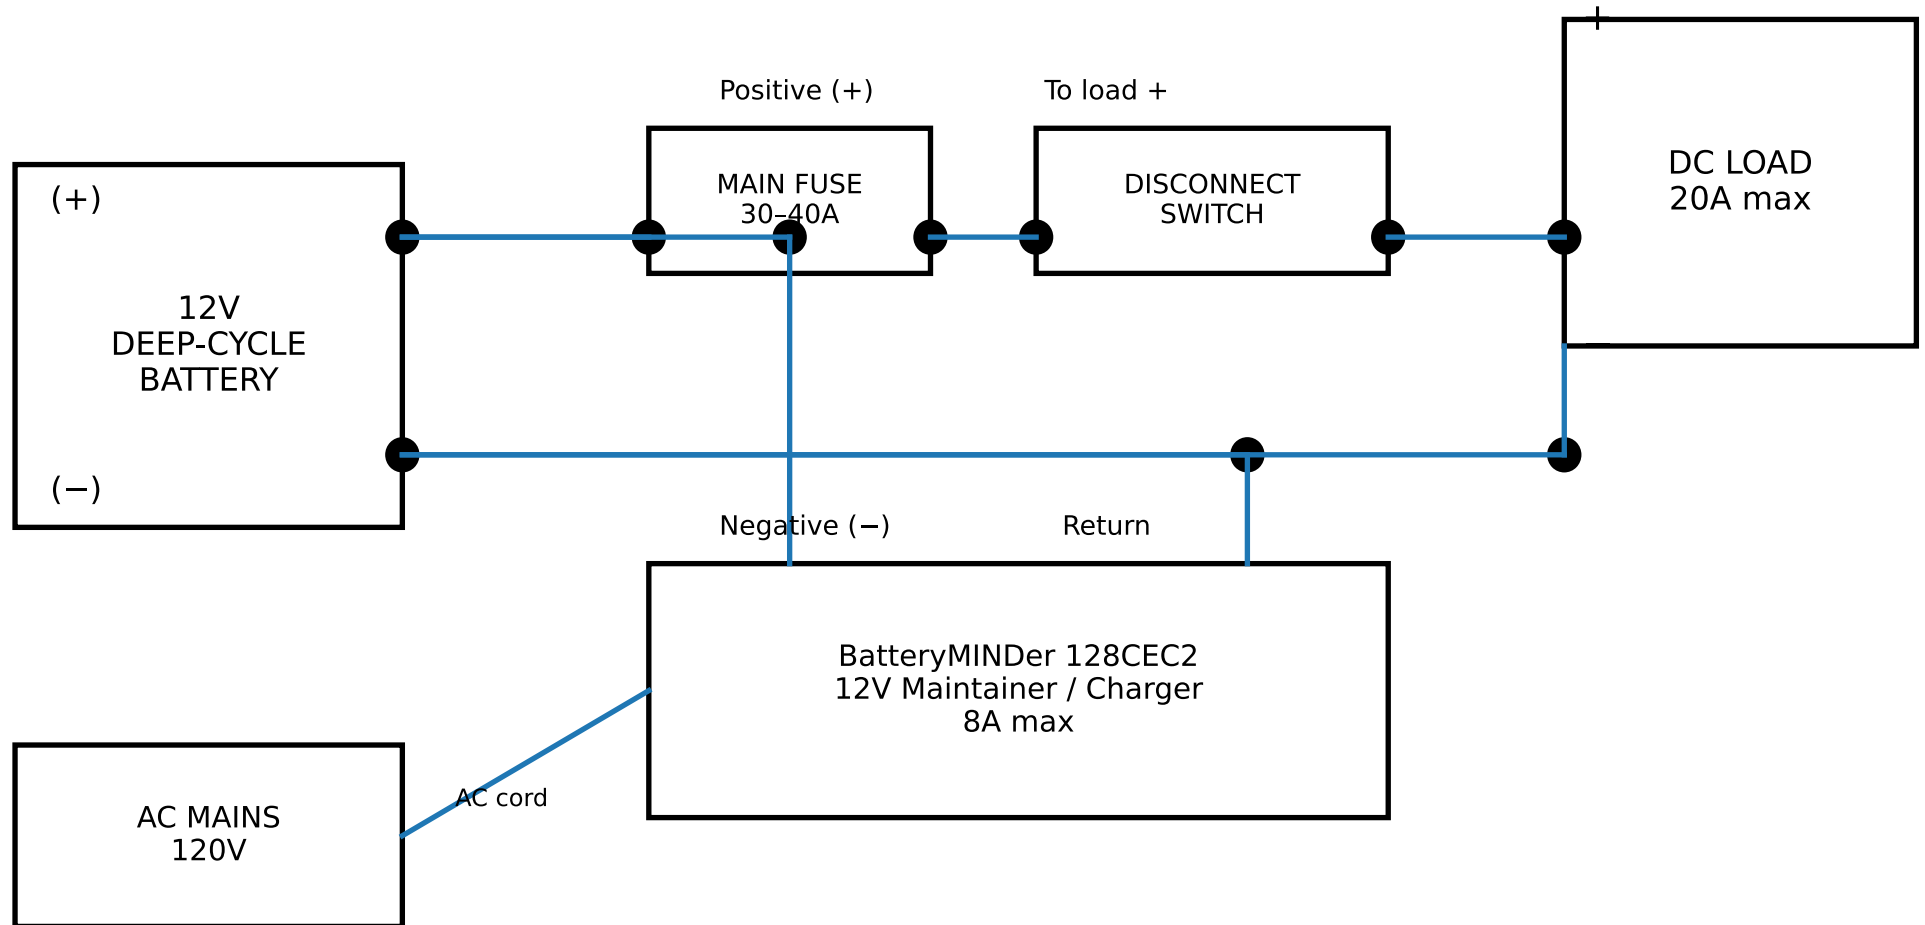 +
Positive (+)
To load +
(+)
MAIN FUSE
30–40A
DISCONNECT
SWITCH
DC LOAD
20A max
12V
DEEP-CYCLE
BATTERY
−
(−)
Negative (−)
Return
BatteryMINDer 128CEC2
12V Maintainer / Charger
8A max
AC cord
AC MAINS
120V